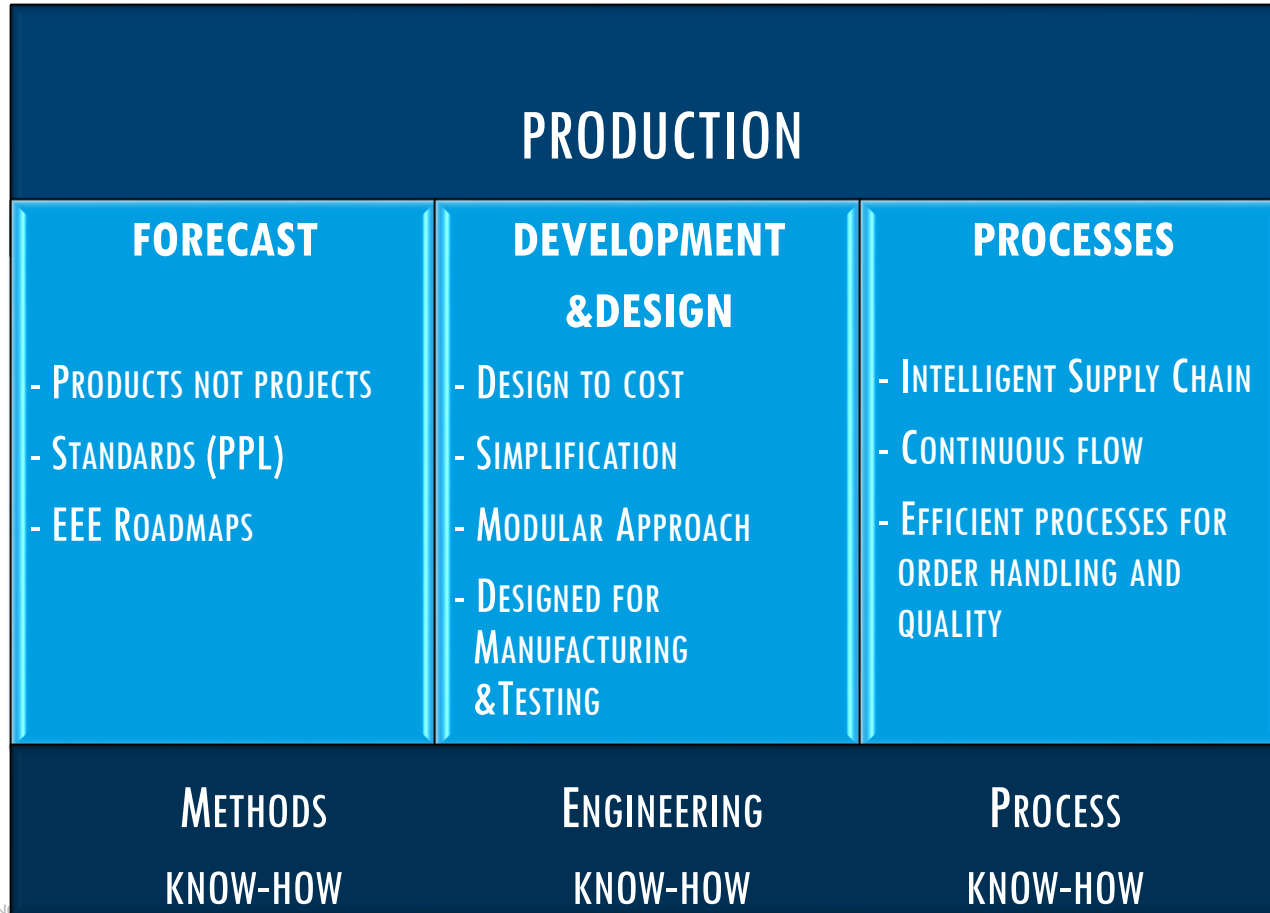 PRODUCTION
FORECAST
- PRODUCTS NOT PROJECTS
- STANDARDS (PPL)
- EEE ROADMAPS
DEVELOPMENT
&DESIGN
- DESIGN TO COST
- SIMPLIFICATION
- MODULAR APPROACH
- DESIGNED FOR
MANUFACTURING
&TESTING
PROCESSES
- INTELLIGENT SUPPLY CHAIN
- CONTINUOUS FLOW
- EFFICIENT PROCESSES FOR
ORDER HANDLING AND
QUALITY
METHODS
KNOW-HOW
ENGINEERING
KNOW-HOW
PROCESS
KNOW-HOW